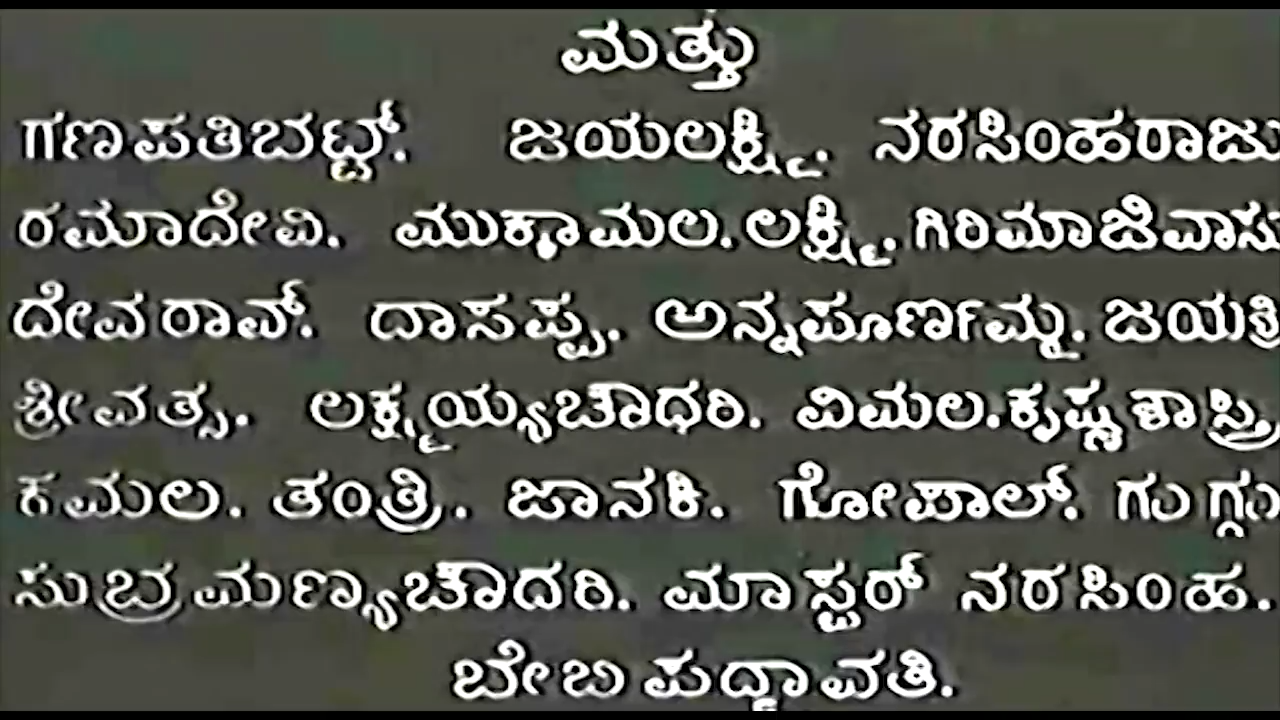 ಮತ್ತು
ಗಣಪತಿಬಟ್ಟ್. ಜಯಲಕ್ಷ್ಮಿ. ನರಸಿಂಹರಾಜು
ರಮಾದೇವಿ. ಮುಕ್ಕಾಮಲ. ಲಕ್ಷ್ಮಿ. ಗಿರಿಮಾಜಿವಾಸು
ದೇವರಾವ್. ದಾಸಪ್ಪ. ಅನ್ನಪೂರ್ಣಮ್ಮ. ಜಯಶ್ರೀ
ಶ್ರೀವತ್ಸ. ಲಕ್ಷ್ಮಯ್ಯಚೌಧರಿ. ವಿಮಲ. ಕೃಷ್ಣಶಾಸ್ತ್ರಿ
ಕಮಲ. ತಂತ್ರಿ. ಜಾನಕಿ. ಗೋಪಾಲ್. ಗುಗ್ಗು
ಸುಬ್ರಮಣ್ಯಾಚೌದರಿ. ಮಾಸ್ಟರ್ ನರಸಿಂಹ.
ಬೇಬಿ ಪದ್ಮಾವತಿ.